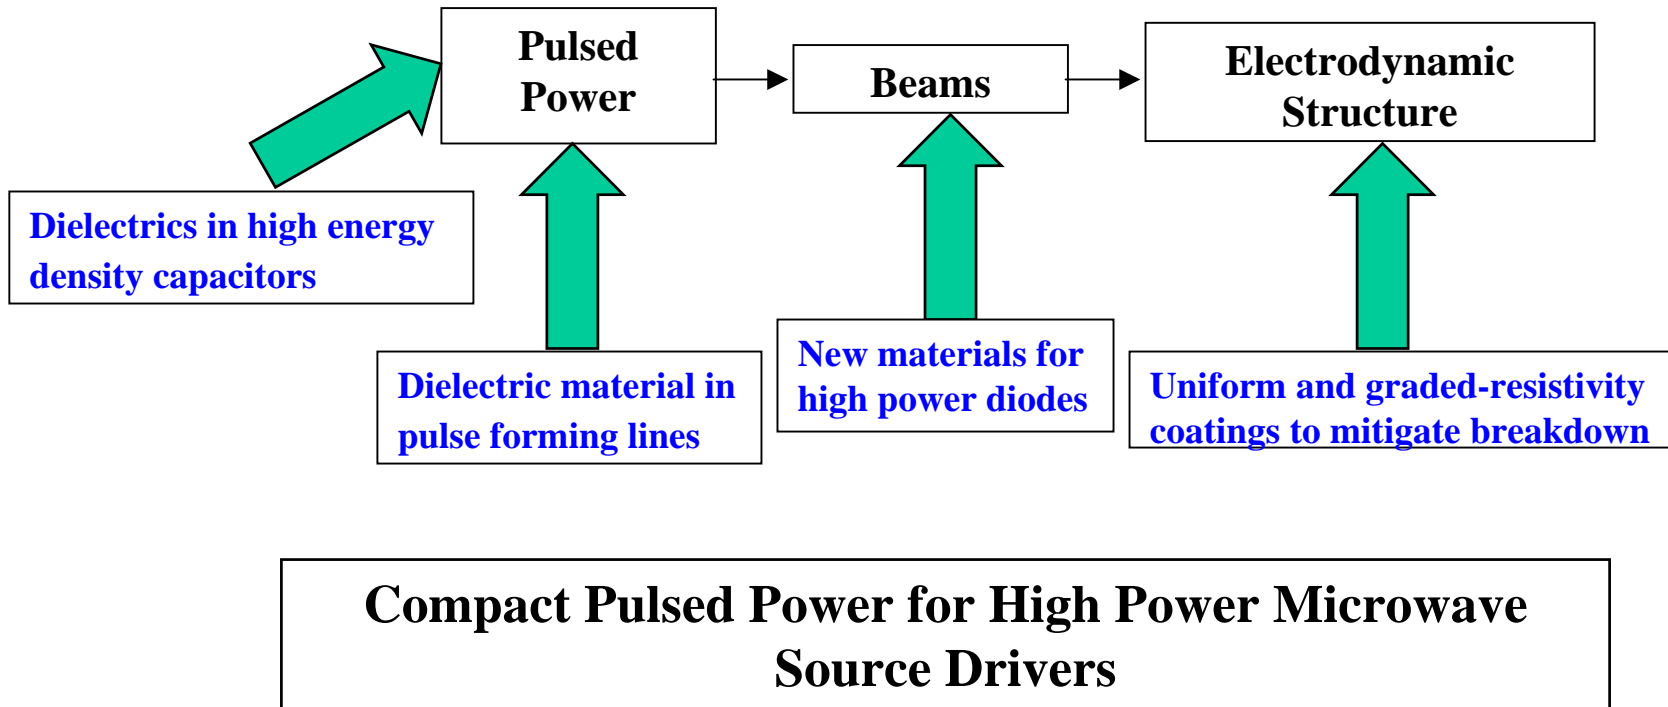 Pulsed
Power
Beams
Electrodynamic
Structure
Dielectrics in high energy
density capacitors
Dielectric material in
pulse forming lines
New materials for
high power diodes
Uniform and graded-resistivity
coatings to mitigate breakdown
Compact Pulsed Power for High Power Microwave
Source Drivers